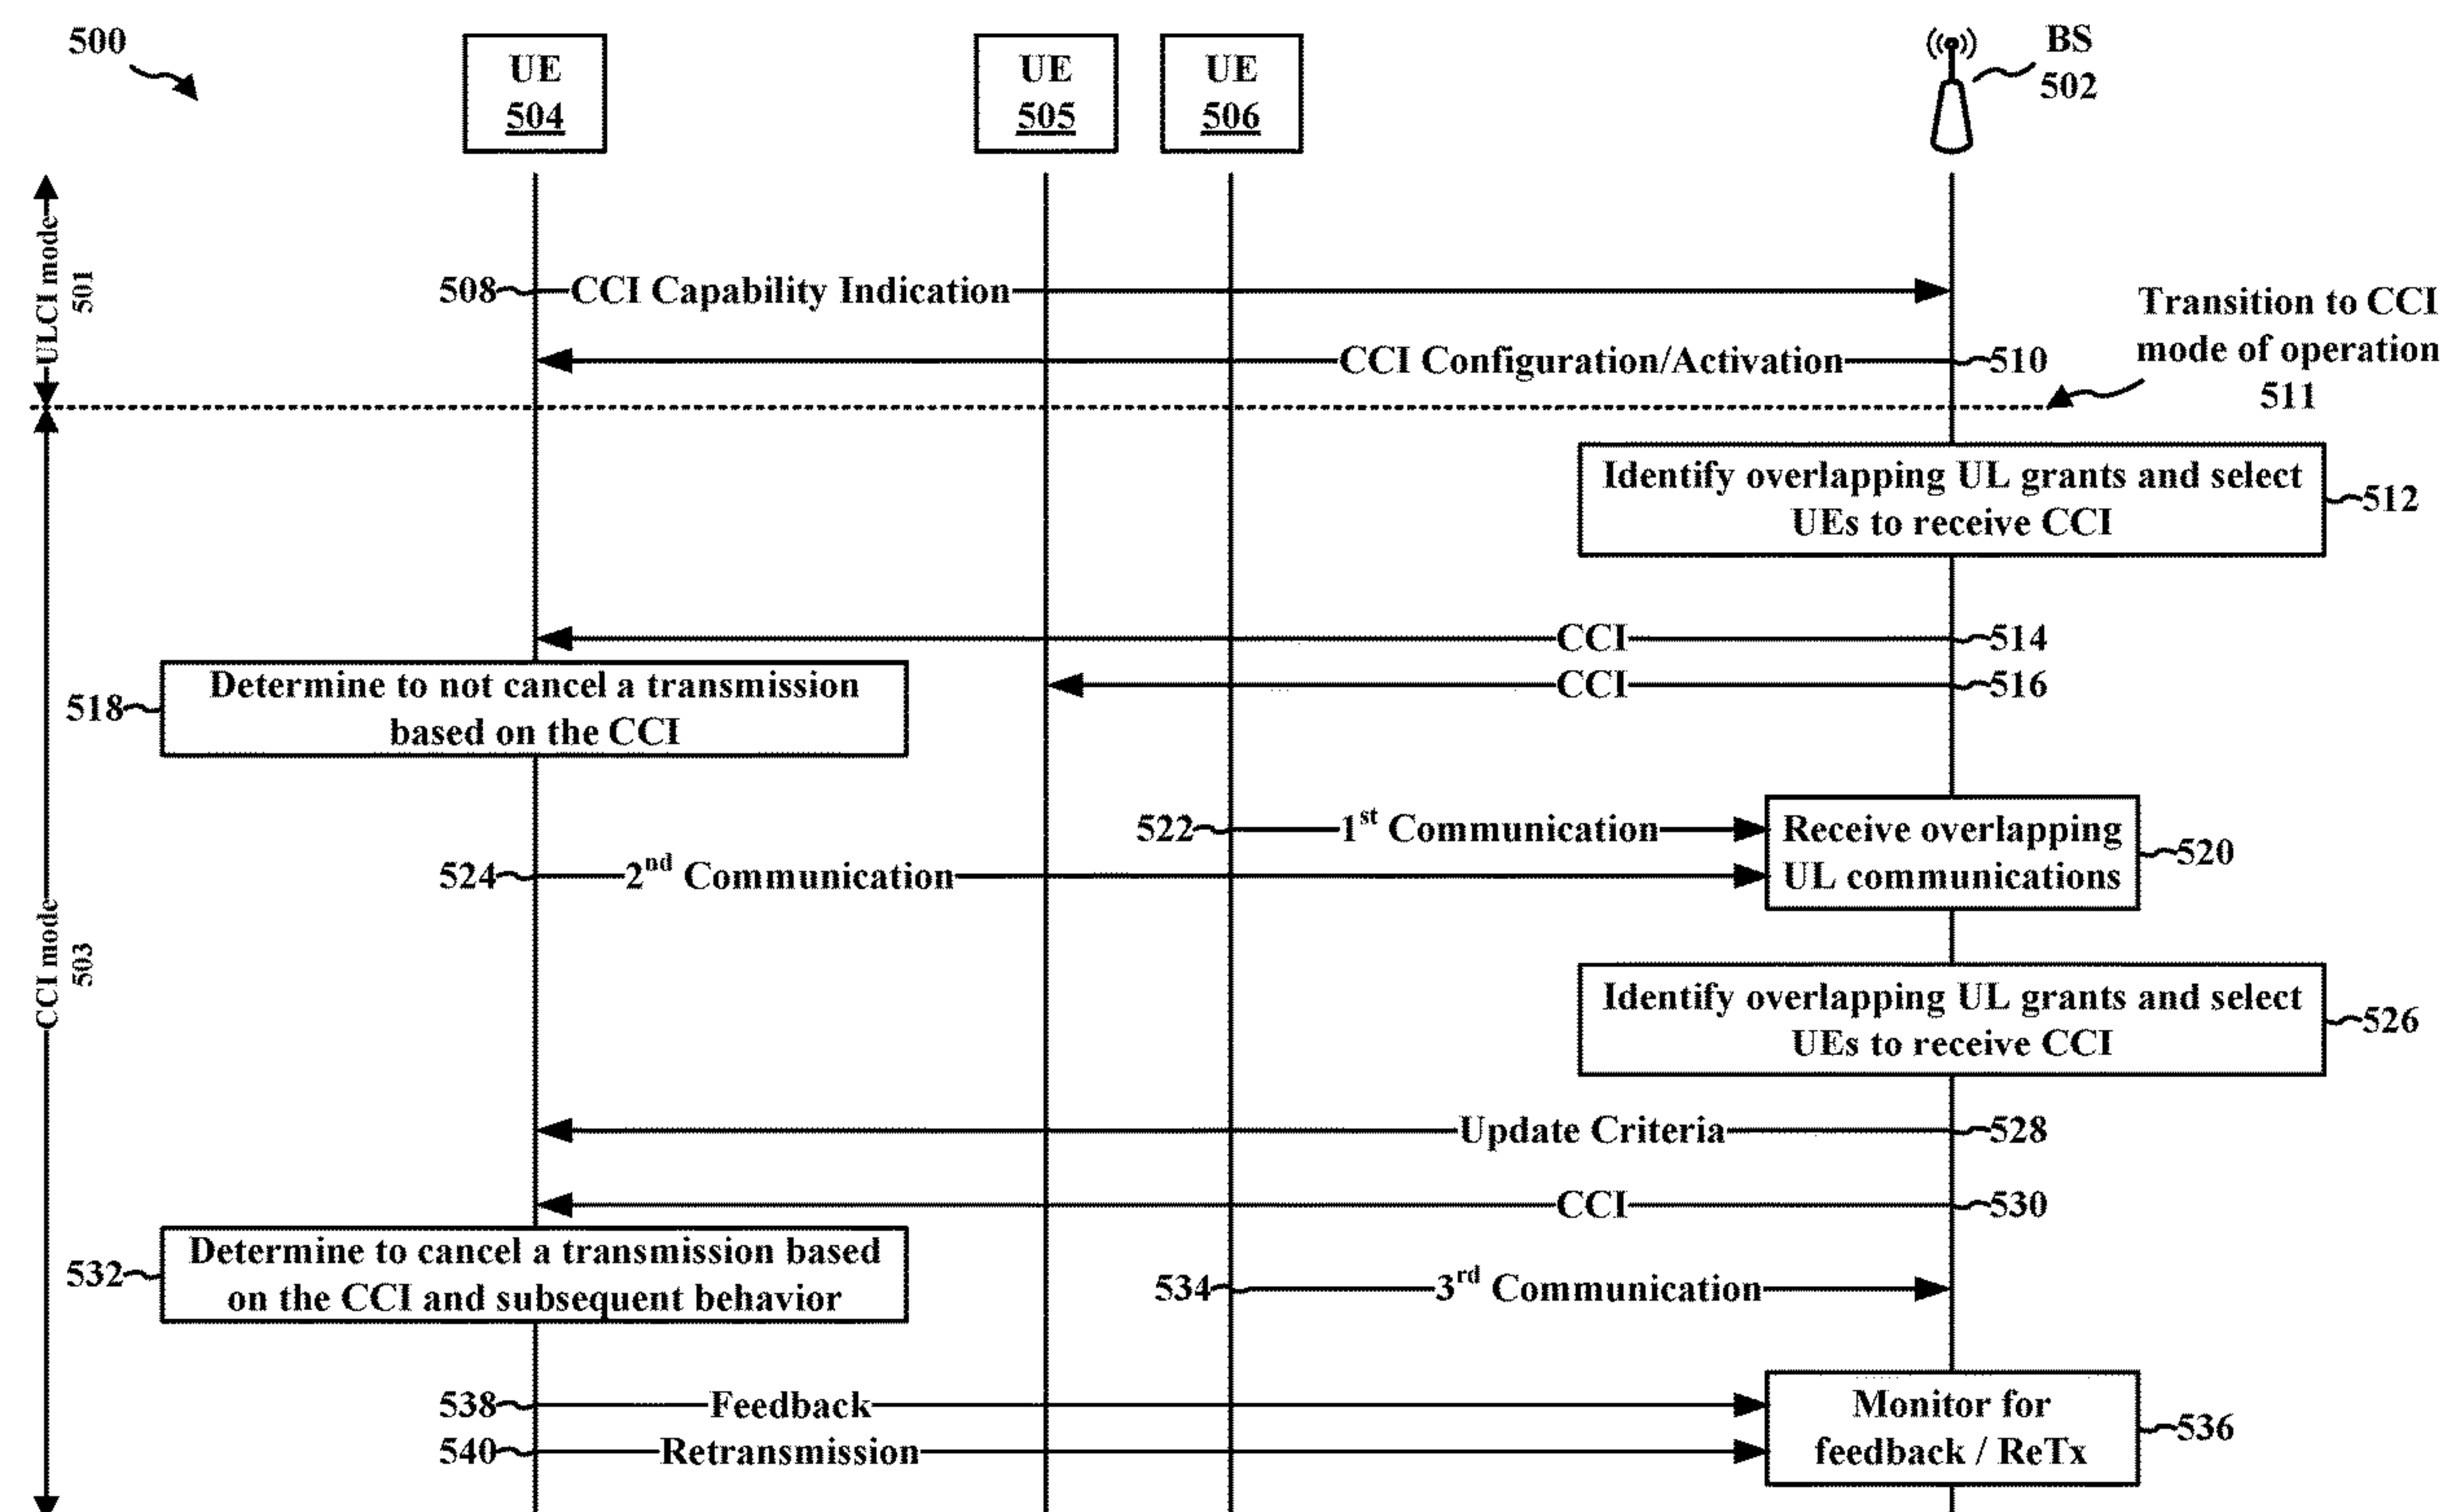 500
UE
504
UE
505
UE
506
BS
502
ULCI mode
501
508
CCI Capability Indication
CCI Configuration/Activation
510
Transition to CCI
mode of operation
511
Identify overlapping UL grants and select
UEs to receive CCI
512
CCI
514
CCI
516
518
Determine to not cancel a transmission
based on the CCI
522
1st Communication
524
2nd Communication
Receive overlapping
UL communications
520
CCI mode
503
Identify overlapping UL grants and select
UEs to receive CCI
526
Update Criteria
528
CCI
530
532
Determine to cancel a transmission based
on the CCI and subsequent behavior
534
3rd Communication
538
Feedback
540
Retransmission
Monitor for
feedback / ReTx
536